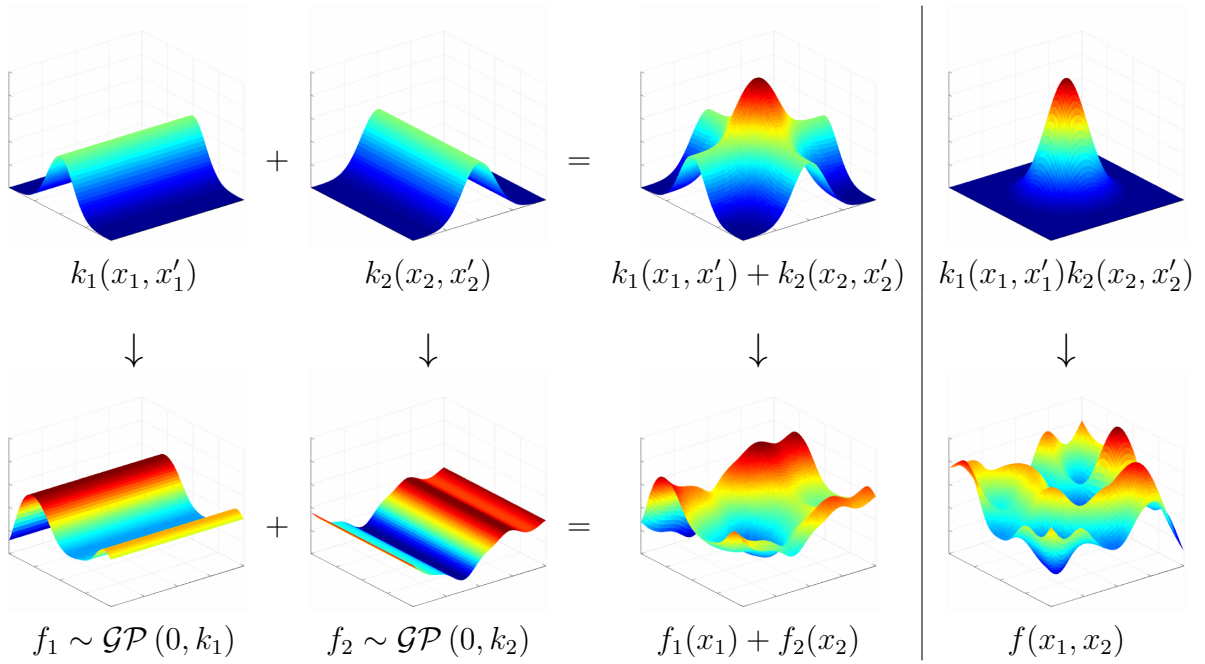 + =
k₁(x₁, x₁′) k₂(x₂, x₂′) k₁(x₁, x₁′) + k₂(x₂, x₂′) k₁(x₁, x₁′)k₂(x₂, x₂′)
↓ ↓ ↓ ↓
+ =
f₁ ∼ 𝒢𝒫 (0, k₁) f₂ ∼ 𝒢𝒫 (0, k₂) f₁(x₁) + f₂(x₂) f(x₁, x₂)